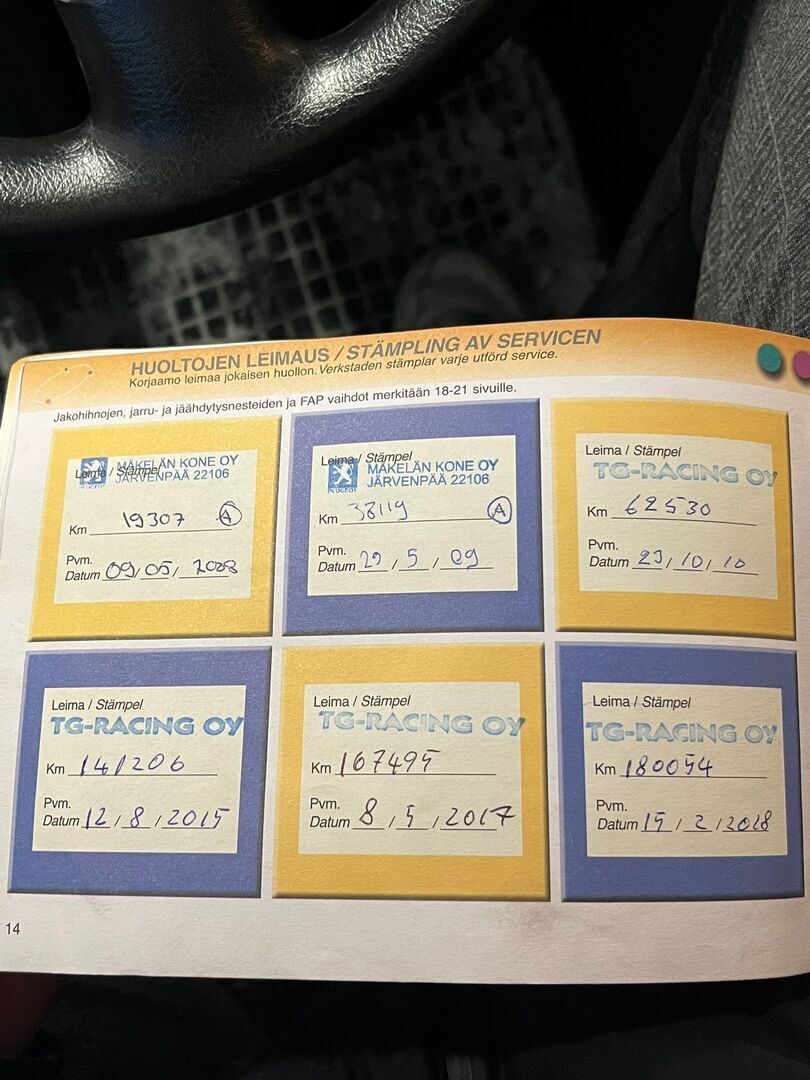 HUOLTOJEN LEIMAUS / STÄMPLING AV SERVICEN
Korjaamo leimaa jokaisen huollon. Verkstaden stämplar varje utförd service.
Jakohihnojen, jarru- ja jäähdytysnesteiden ja FAP vaihdot merkitään 18-21 sivuille.
Leima / Stämpel
PEUGEOT
MÄKELÄN KONE OY
JÄRVENPÄÄ 22106
Km 19307 A
Pvm.
Datum 09/05/2008
Leima / Stämpel
PEUGEOT
MÄKELÄN KONE OY
JÄRVENPÄÄ 22106
Km 38119 A
Pvm.
Datum 29/5/09
Leima / Stämpel
TG-RACING OY
Km 62530
Pvm.
Datum 23/10/10
Leima / Stämpel
TG-RACING OY
Km 141206
Pvm.
Datum 12/8/2015
Leima / Stämpel
TG-RACING OY
Km 167495
Pvm.
Datum 8/5/2017
Leima / Stämpel
TG-RACING OY
Km 180054
Pvm.
Datum 15/2/2018
14